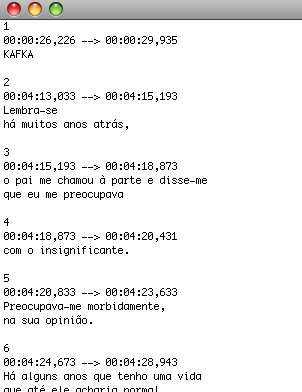 1
00:00:26,226 --> 00:00:29,935
KAFKA
2
00:04:13,033 --> 00:04:15,193
Lembra-se
há muitos anos atrás,
3
00:04:15,193 --> 00:04:18,873
o pai me chamou à parte e disse-me
que eu me preocupava
4
00:04:18,873 --> 00:04:20,431
com o insignificante.
5
00:04:20,833 --> 00:04:23,633
Preocupava-me morbidamente,
na sua opinião.
6
00:04:24,673 --> 00:04:28,943
Há alguns anos que tenho uma vida
que até ele acharia normal